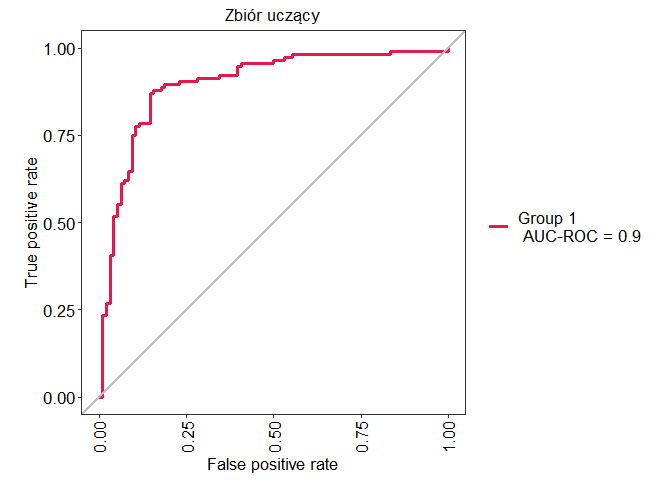 Zbiór uczący
1.00
0.75
0.50
0.25
0.00
True positive rate
0.00
0.25
0.50
0.75
1.00
False positive rate
Group 1
AUC-ROC = 0.9